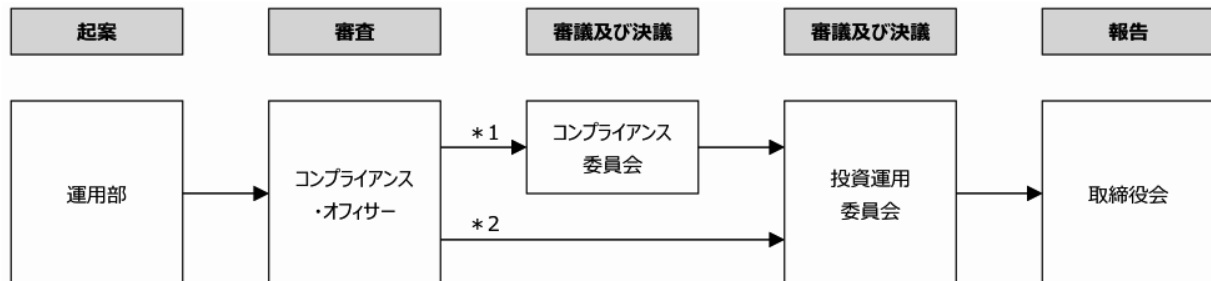 起案
審査
審議及び決議
審議及び決議
報告
運用部
コンプライアンス
・オフィサー
＊1
コンプライアンス
委員会
＊2
投資運用
委員会
取締役会